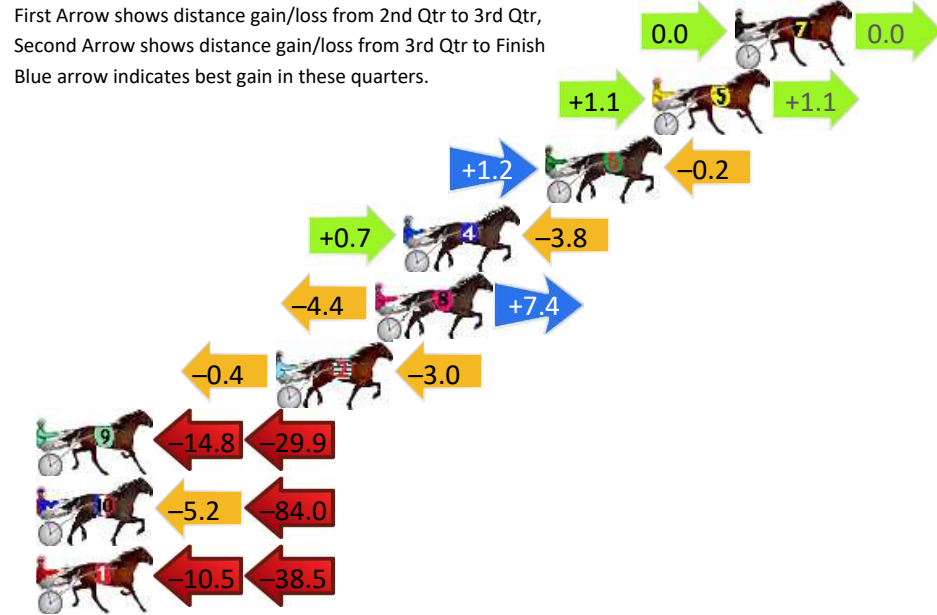 First Arrow shows distance gain/loss from 2nd Qtr to 3rd Qtr,
Second Arrow shows distance gain/loss from 3rd Qtr to Finish
Blue arrow indicates best gain in these quarters.
0.0 7 0.0
+1.1 5 +1.1
+1.2 –0.2
+0.7 4 –3.8
–4.4 8 +7.4
–0.4 2 –3.0
9 –14.8 –29.9
–5.2 –84.0
1 –10.5 –38.5